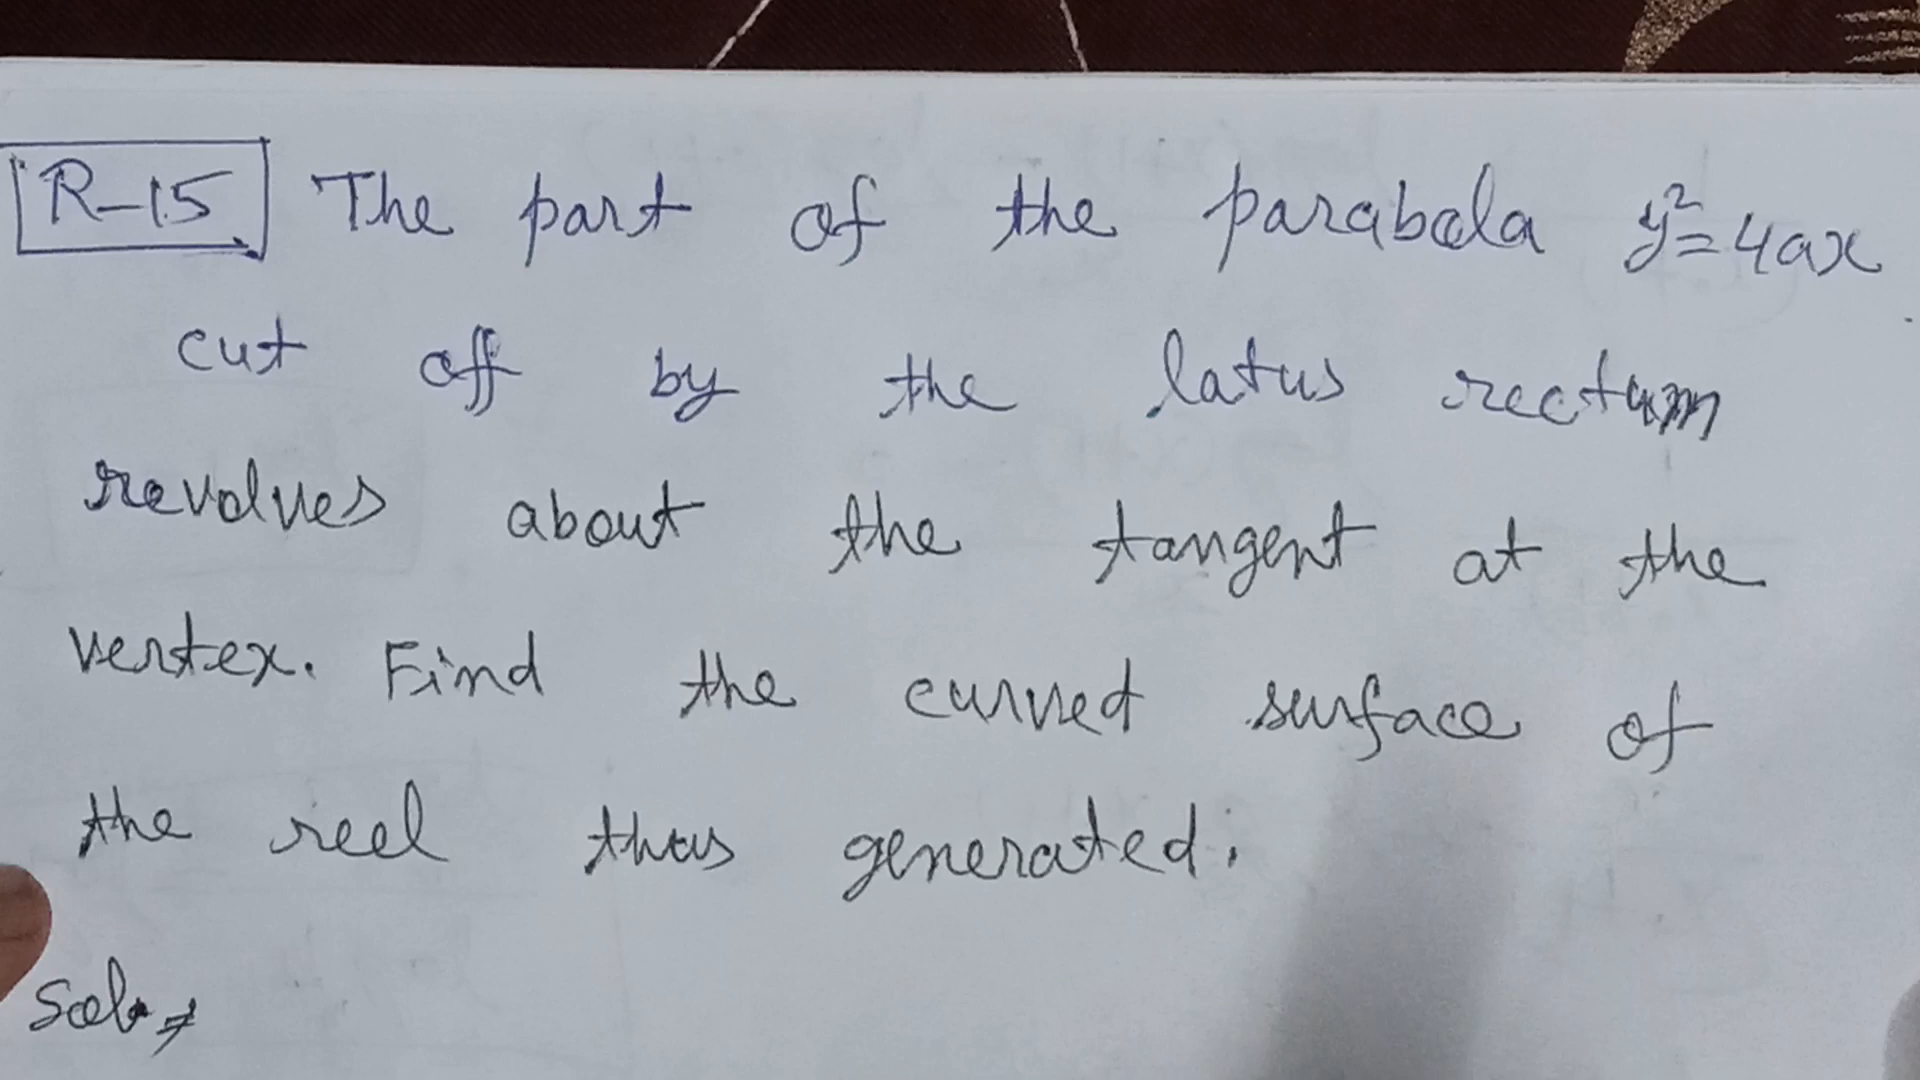 R-15 The part of the parabola y²=4ax
cut off by the latus rectum
revolves about the tangent at the
vertex. Find the curved surface of
the reel thus generated.
Sol⇒